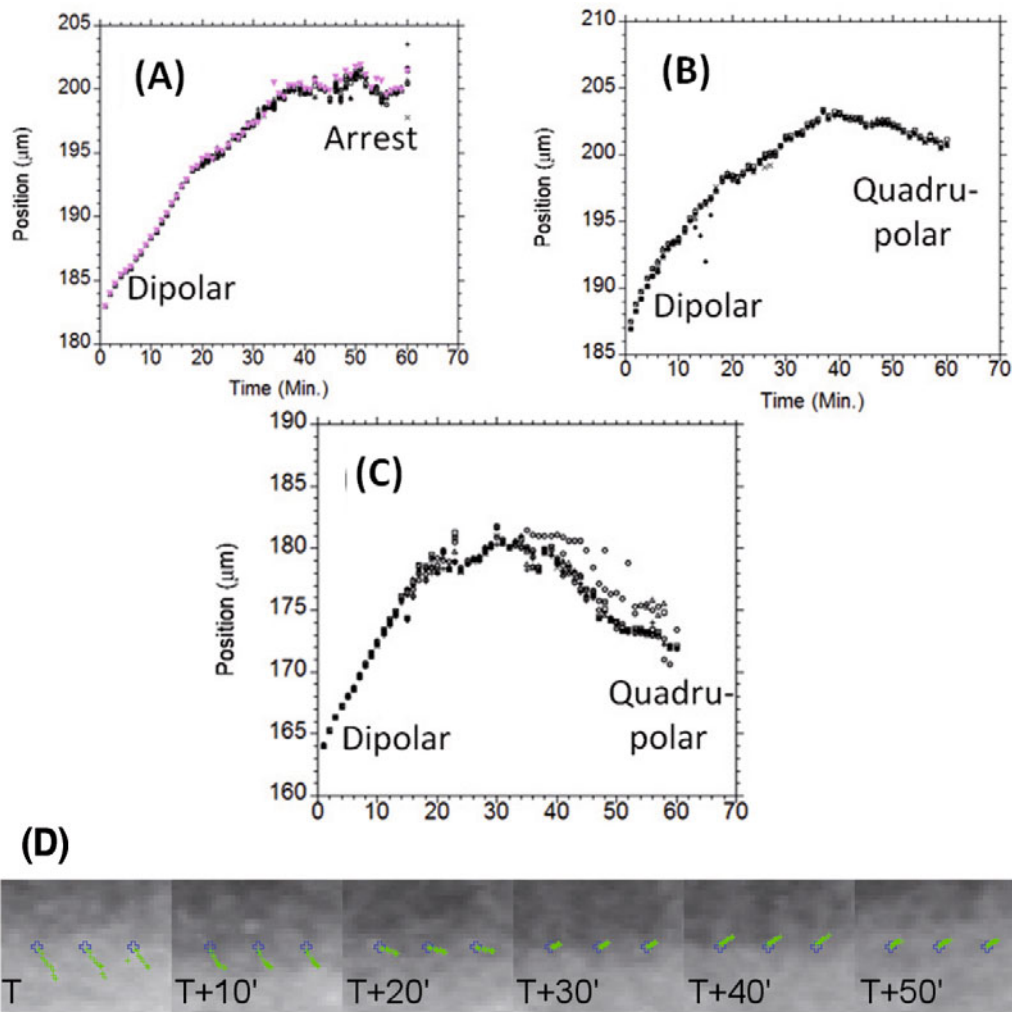 205
200
195
190
185
180
Position (μm)
(A)
Arrest
Dipolar
0 10 20 30 40 50 60 70
Time (Min.)
210
205
200
195
190
185
Position (μm)
(B)
Quadru-
polar
Dipolar
0 10 20 30 40 50 60 70
Time (Min.)
190
185
180
175
170
165
160
Position (μm)
(C)
Dipolar
Quadru-
polar
0 10 20 30 40 50 60 70
(D)
T T+10' T+20' T+30' T+40' T+50'